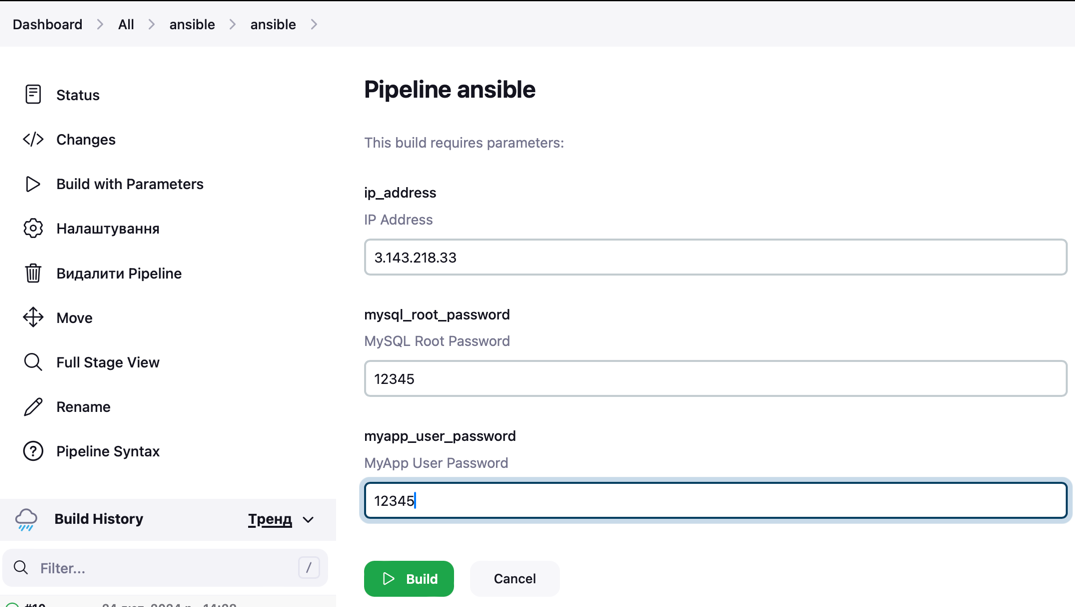 Dashboard > All > ansible > ansible >
Status
Changes
Build with Parameters
Налаштування
Видалити Pipeline
Move
Full Stage View
Rename
Pipeline Syntax
Build History Тренд
Filter... /
Pipeline ansible
This build requires parameters:
ip_address
IP Address
3.143.218.33
mysql_root_password
MySQL Root Password
12345
myapp_user_password
MyApp User Password
12345
Build Cancel